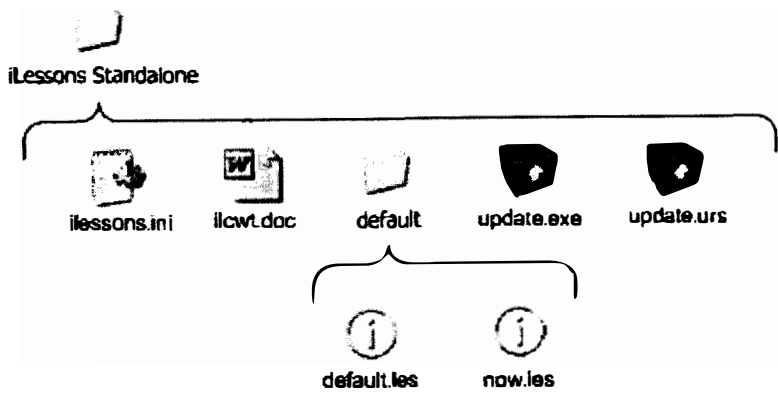 iLessons Standalone
W
ilessons.ini ilcwt.doc default update.exe update.urs
i i
default.les now.les